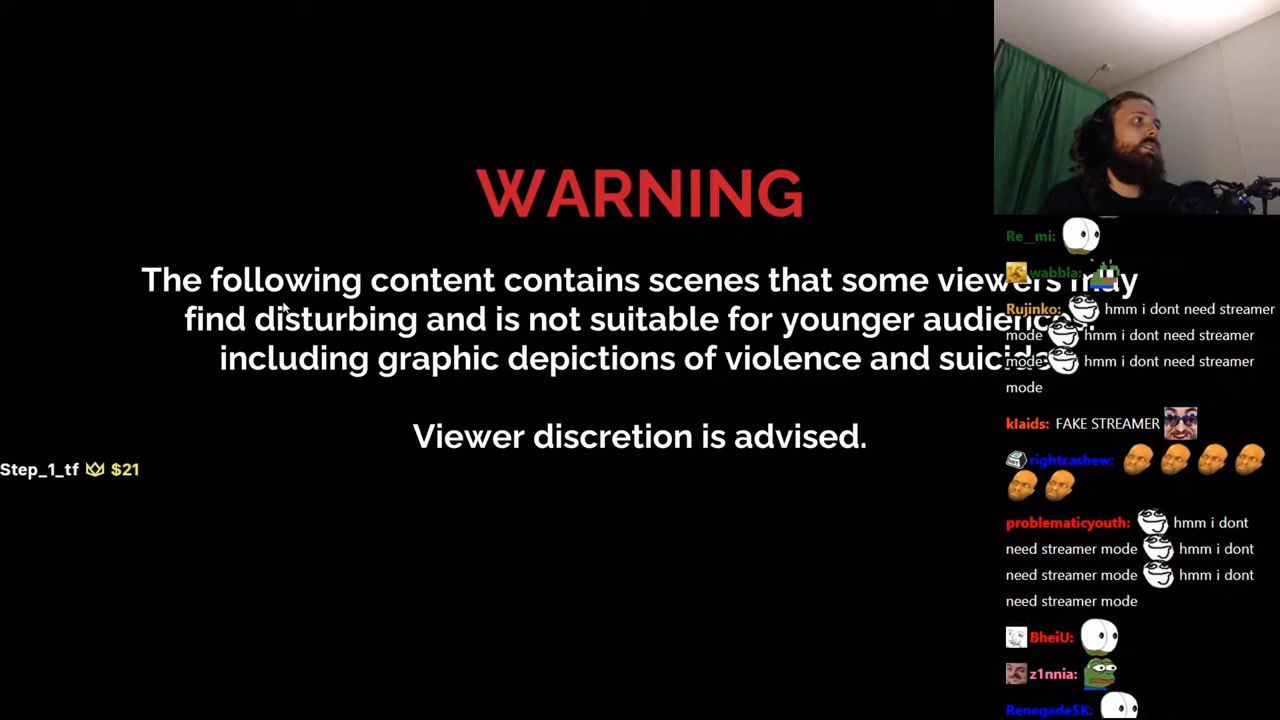 WARNING
The following content contains scenes that some viewers may
find disturbing and is not suitable for younger
including graphic depictions of violence and
Viewer discretion is advised.
Step_1_tf $21
Re__mi:
wabbla:
Rujinko: hmm i dont need streamer
mode hmm i dont need streamer
mode hmm i dont need streamer
mode
klaids: FAKE STREAMER
rightcashew:
problematicyouth: hmm i dont
need streamer mode hmm i dont
need streamer mode hmm i dont
need streamer mode
BheiU:
z1nnia:
RenegadeSK: